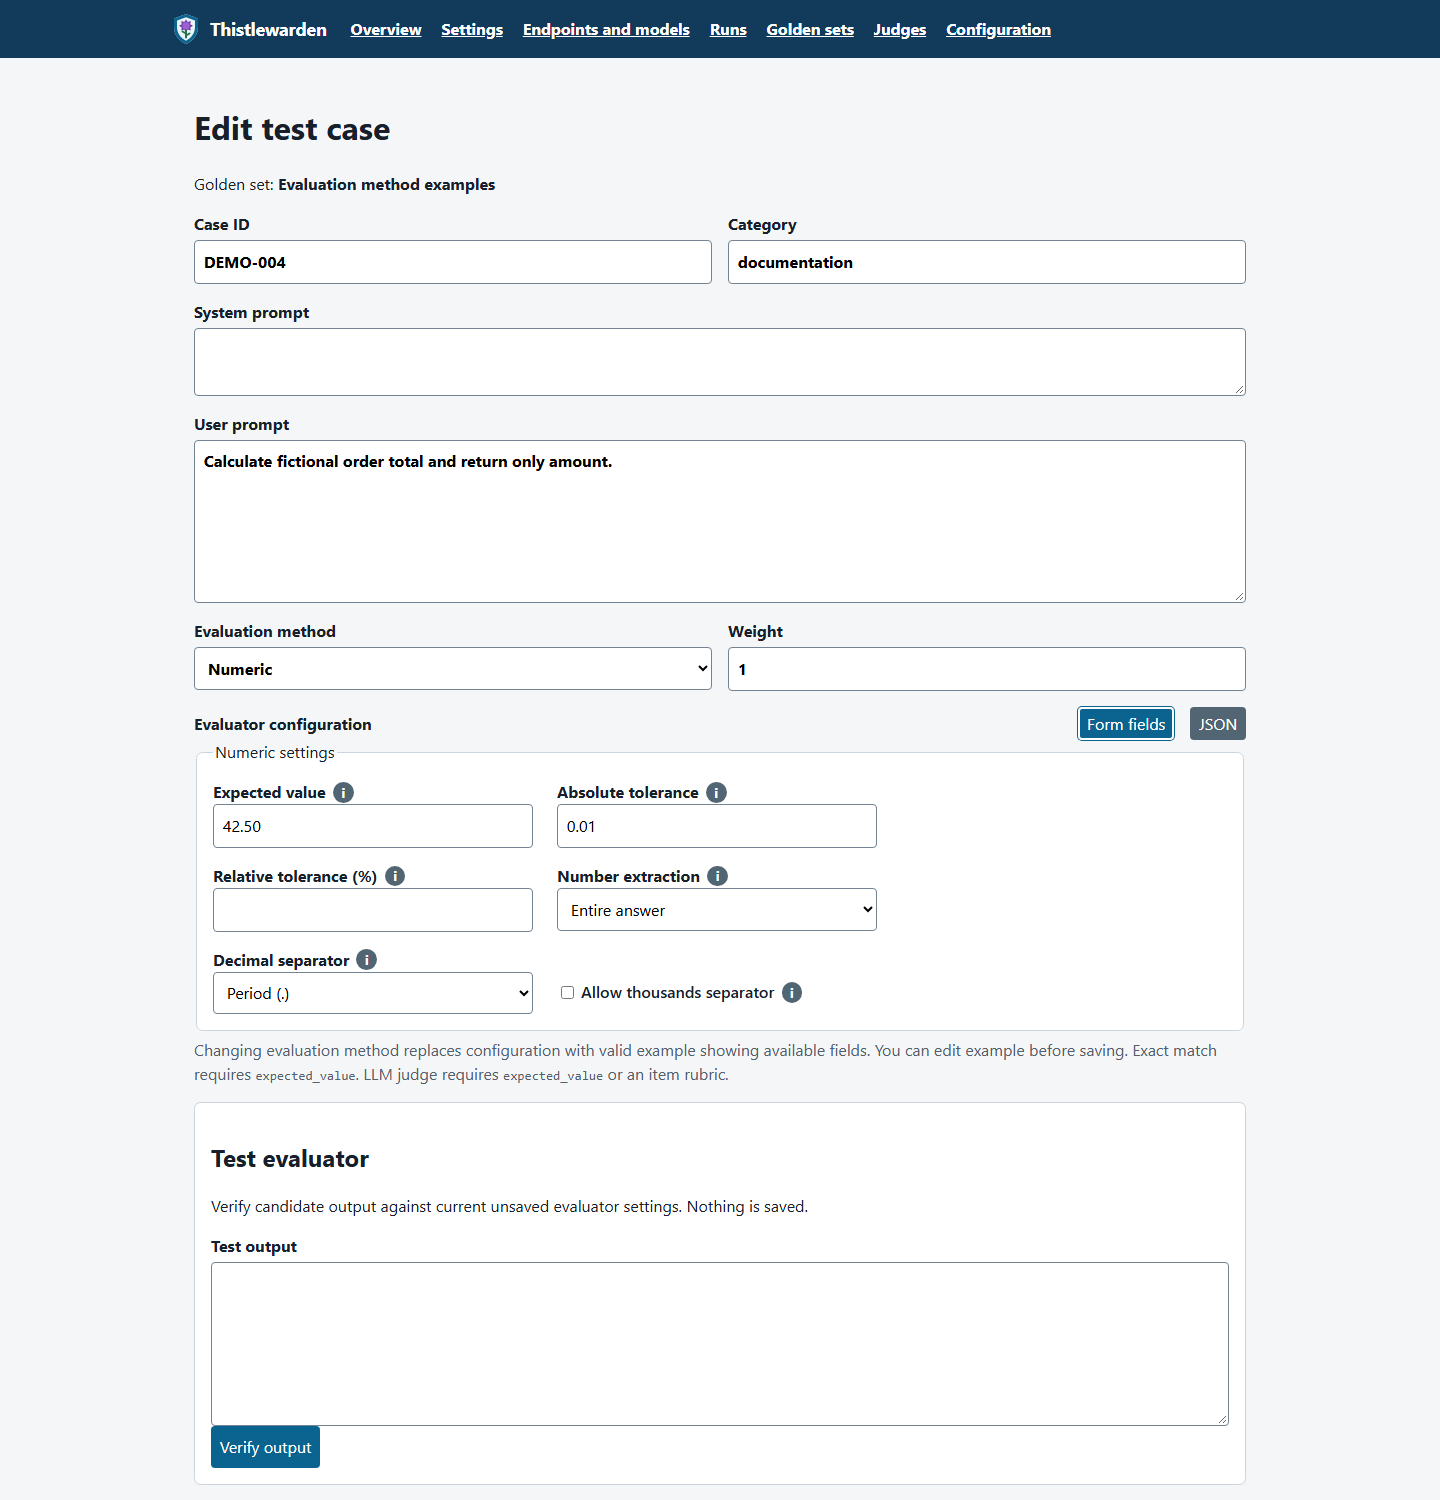 Thistlewarden Overview Settings Endpoints and models Runs Golden sets Judges Configuration
Edit test case
Golden set: Evaluation method examples
Case ID Category
DEMO-004 documentation
System prompt
User prompt
Calculate fictional order total and return only amount.
Evaluation method Weight
Numeric 1
Evaluator configuration Form fields JSON
Numeric settings
Expected value i Absolute tolerance i
42.50 0.01
Relative tolerance (%) i Number extraction i
Entire answer
Decimal separator i
Period (.) Allow thousands separator i
Changing evaluation method replaces configuration with valid example showing available fields. You can edit example before saving. Exact match
requires expected_value. LLM judge requires expected_value or an item rubric.
Test evaluator
Verify candidate output against current unsaved evaluator settings. Nothing is saved.
Test output
Verify output